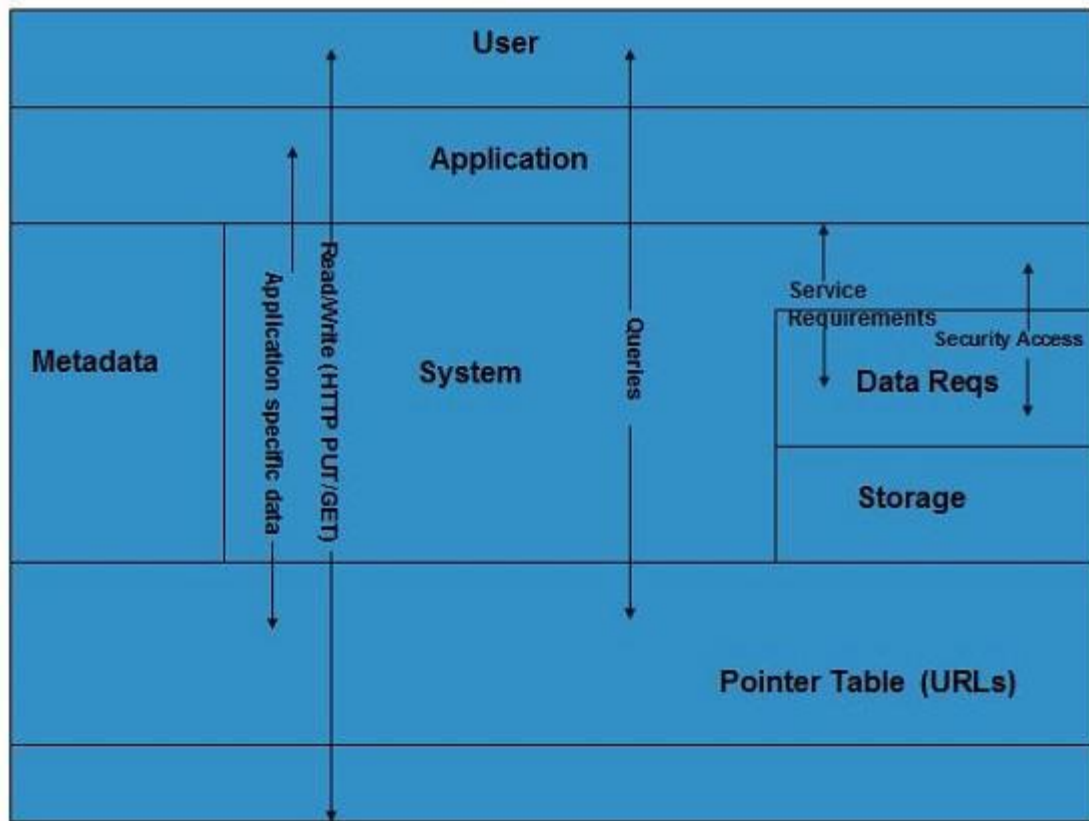 User
Application
Service
Requirements
Security Access
Metadata
Application specific data
Read/Write (HTTP PUT/GET)
System
Queries
Data Reqs
Storage
Pointer Table (URLs)